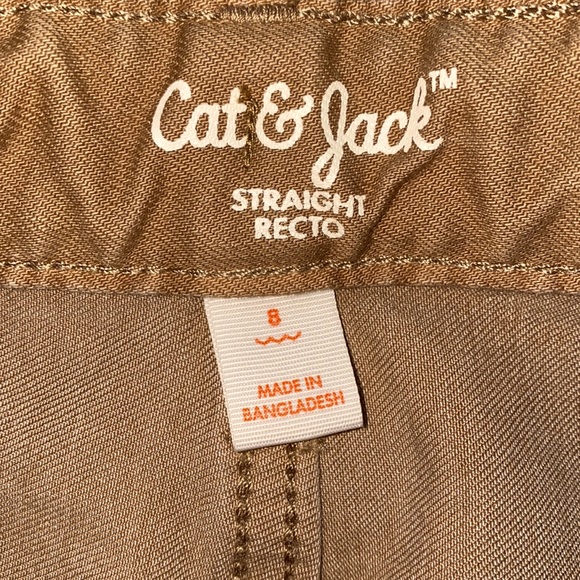 Cat & Jack™
STRAIGHT
RECTO
8
MADE IN
BANGLADESH